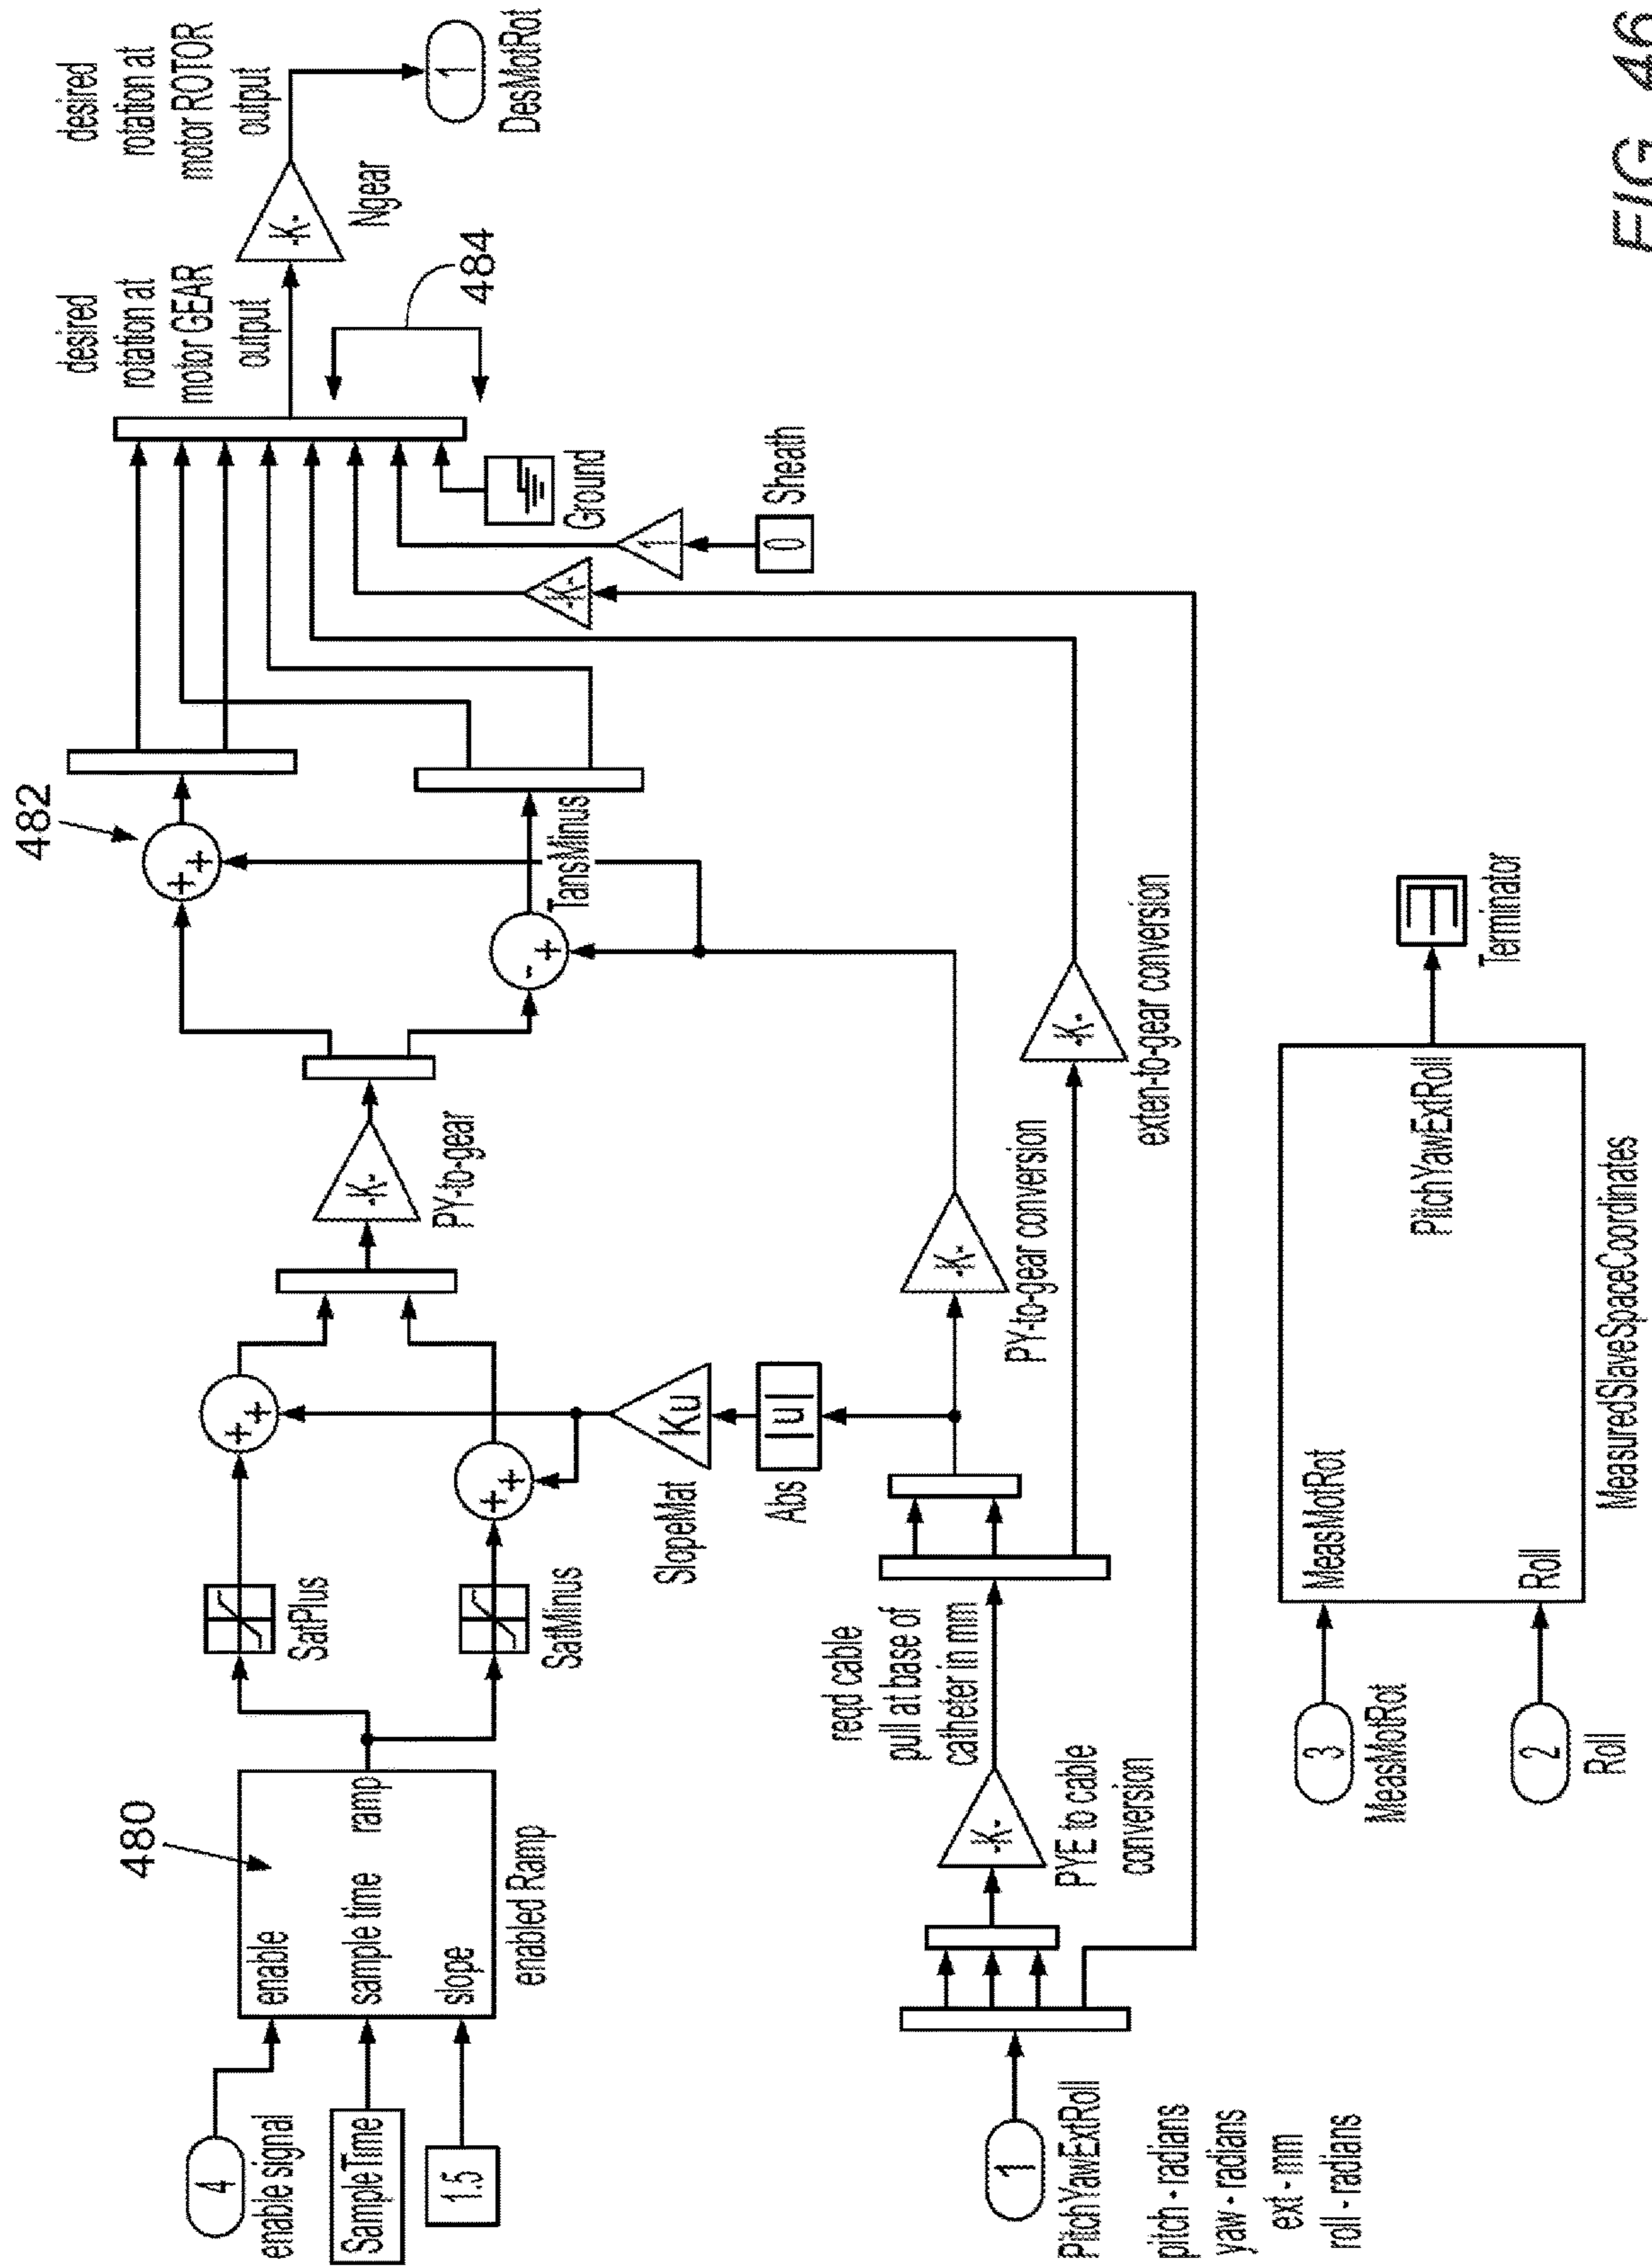 4
enable signal
SampleTime
1.5
480
enable
sample time
slope
ramp
enabled Ramp
SatPlus
SatMinus
+
+
+
+
SlopeMat
Ku
Abs
|u|
-K-
PY-to-gear
482
+
+
-
+
TansMinus
desired
rotation at
motor GEAR
output
484
-K-
Ngear
desired
rotation at
motor ROTOR
output
1
DesMotRot
Ground
1
0
Sheath
-K-
1
PitchYawExtRoll
pitch - radians
yaw - radians
ext - mm
roll - radians
-K-
PYE to cable
conversion
reqd cable
pull at base of
catheter in mm
-K-
PY-to-gear conversion
-K-
exten-to-gear conversion
3
MeasMotRot
2
Roll
MeasMotRot
Roll
PitchYawExtRoll
MeasuredSlaveSpaceCoordinates
Terminator
FIG. 46